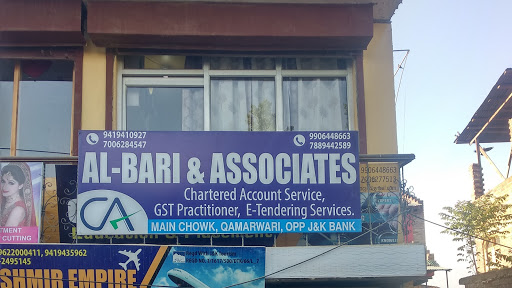 9419410927
7006284547
9906448663
7889442589
AL-BARI & ASSOCIATES
Chartered Account Service,
GST Practitioner, E-Tendering Services.
CA
MAIN CHOWK, QAMARWARI, OPP J&K BANK
9906448663
CUTTING
9622000411, 9419435962
2495145
SHMIR EMPIRE